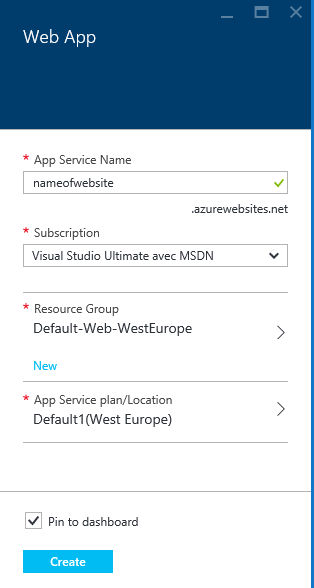 Web App
* App Service Name
nameofwebsite
.azurewebsites.net
* Subscription
Visual Studio Ultimate avec MSDN
* Resource Group
Default-Web-WestEurope
New
* App Service plan/Location
Default1(West Europe)
Pin to dashboard
Create